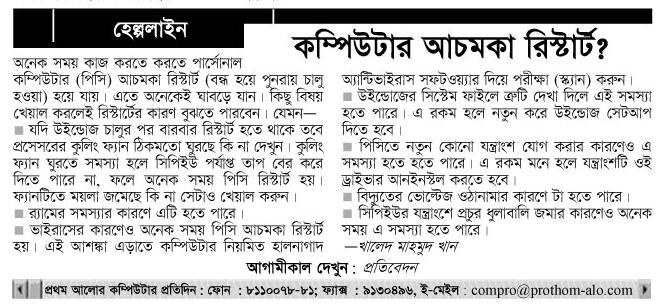 হেল্পলাইন
কম্পিউটার আচমকা রিস্টার্ট?
অনেক সময় কাজ করতে করতে পার্সোনাল
কম্পিউটার (পিসি) আচমকা রিস্টার্ট (বন্ধ হয়ে পুনরায় চালু
হওয়া) হয়ে যায়। এতে অনেকেই ঘাবড়ে যান। কিছু বিষয়
খেয়াল করলেই রিস্টার্টের কারণ বুঝতে পারবেন। যেমন—
■ যদি উইন্ডোজ চালুর পর বারবার রিস্টার্ট হতে থাকে তবে
প্রসেসরের কুলিং ফ্যান ঠিকমতো ঘুরছে কি না দেখুন। কুলিং
ফ্যান ঘুরতে সমস্যা হলে সিপিইউ পর্যাপ্ত তাপ বের করে
দিতে পারে না, ফলে অনেক সময় পিসি রিস্টার্ট হয়।
ফ্যানটিতে ময়লা জমেছে কি না সেটাও খেয়াল করুন।
■ র‌্যামের সমস্যার কারণে এটি হতে পারে।
■ ভাইরাসের কারণেও অনেক সময় পিসি আচমকা রিস্টার্ট
হয়। এই আশঙ্কা এড়াতে কম্পিউটার নিয়মিত হালনাগাদ
অ্যান্টিভাইরাস সফটওয়্যার দিয়ে পরীক্ষা (স্ক্যান) করুন।
■ উইন্ডোজের সিস্টেম ফাইলে ত্রুটি দেখা দিলে এই সমস্যা
হতে পারে। এ রকম হলে নতুন করে উইন্ডোজ সেটআপ
দিতে হবে।
■ পিসিতে নতুন কোনো যন্ত্রাংশ যোগ করার কারণেও এ
সমস্যা হতে হতে পারে। এ রকম মনে হলে যন্ত্রাংশটি ওই
ড্রাইভার আনইন্সটল করতে হবে।
■ বিদ্যুতের ভোল্টেজ ওঠানামার কারণে টা হতে পারে।
■ সিপিইউর যন্ত্রাংশে প্রচুর ধুলাবালি জমার কারণেও অনেক
সময় এ সমস্যা হতে পারে।
—খালেদ মাহমুদ খান
আগামীকাল দেখুন : প্রতিবেদন
প্রথম আলোর কম্পিউটার প্রতিদিন : ফোন : ৮১১০০৭৮-৮১; ফ্যাক্স : ৯১৩০৪৯৬, ই-মেইল : compro@prothom-alo.com